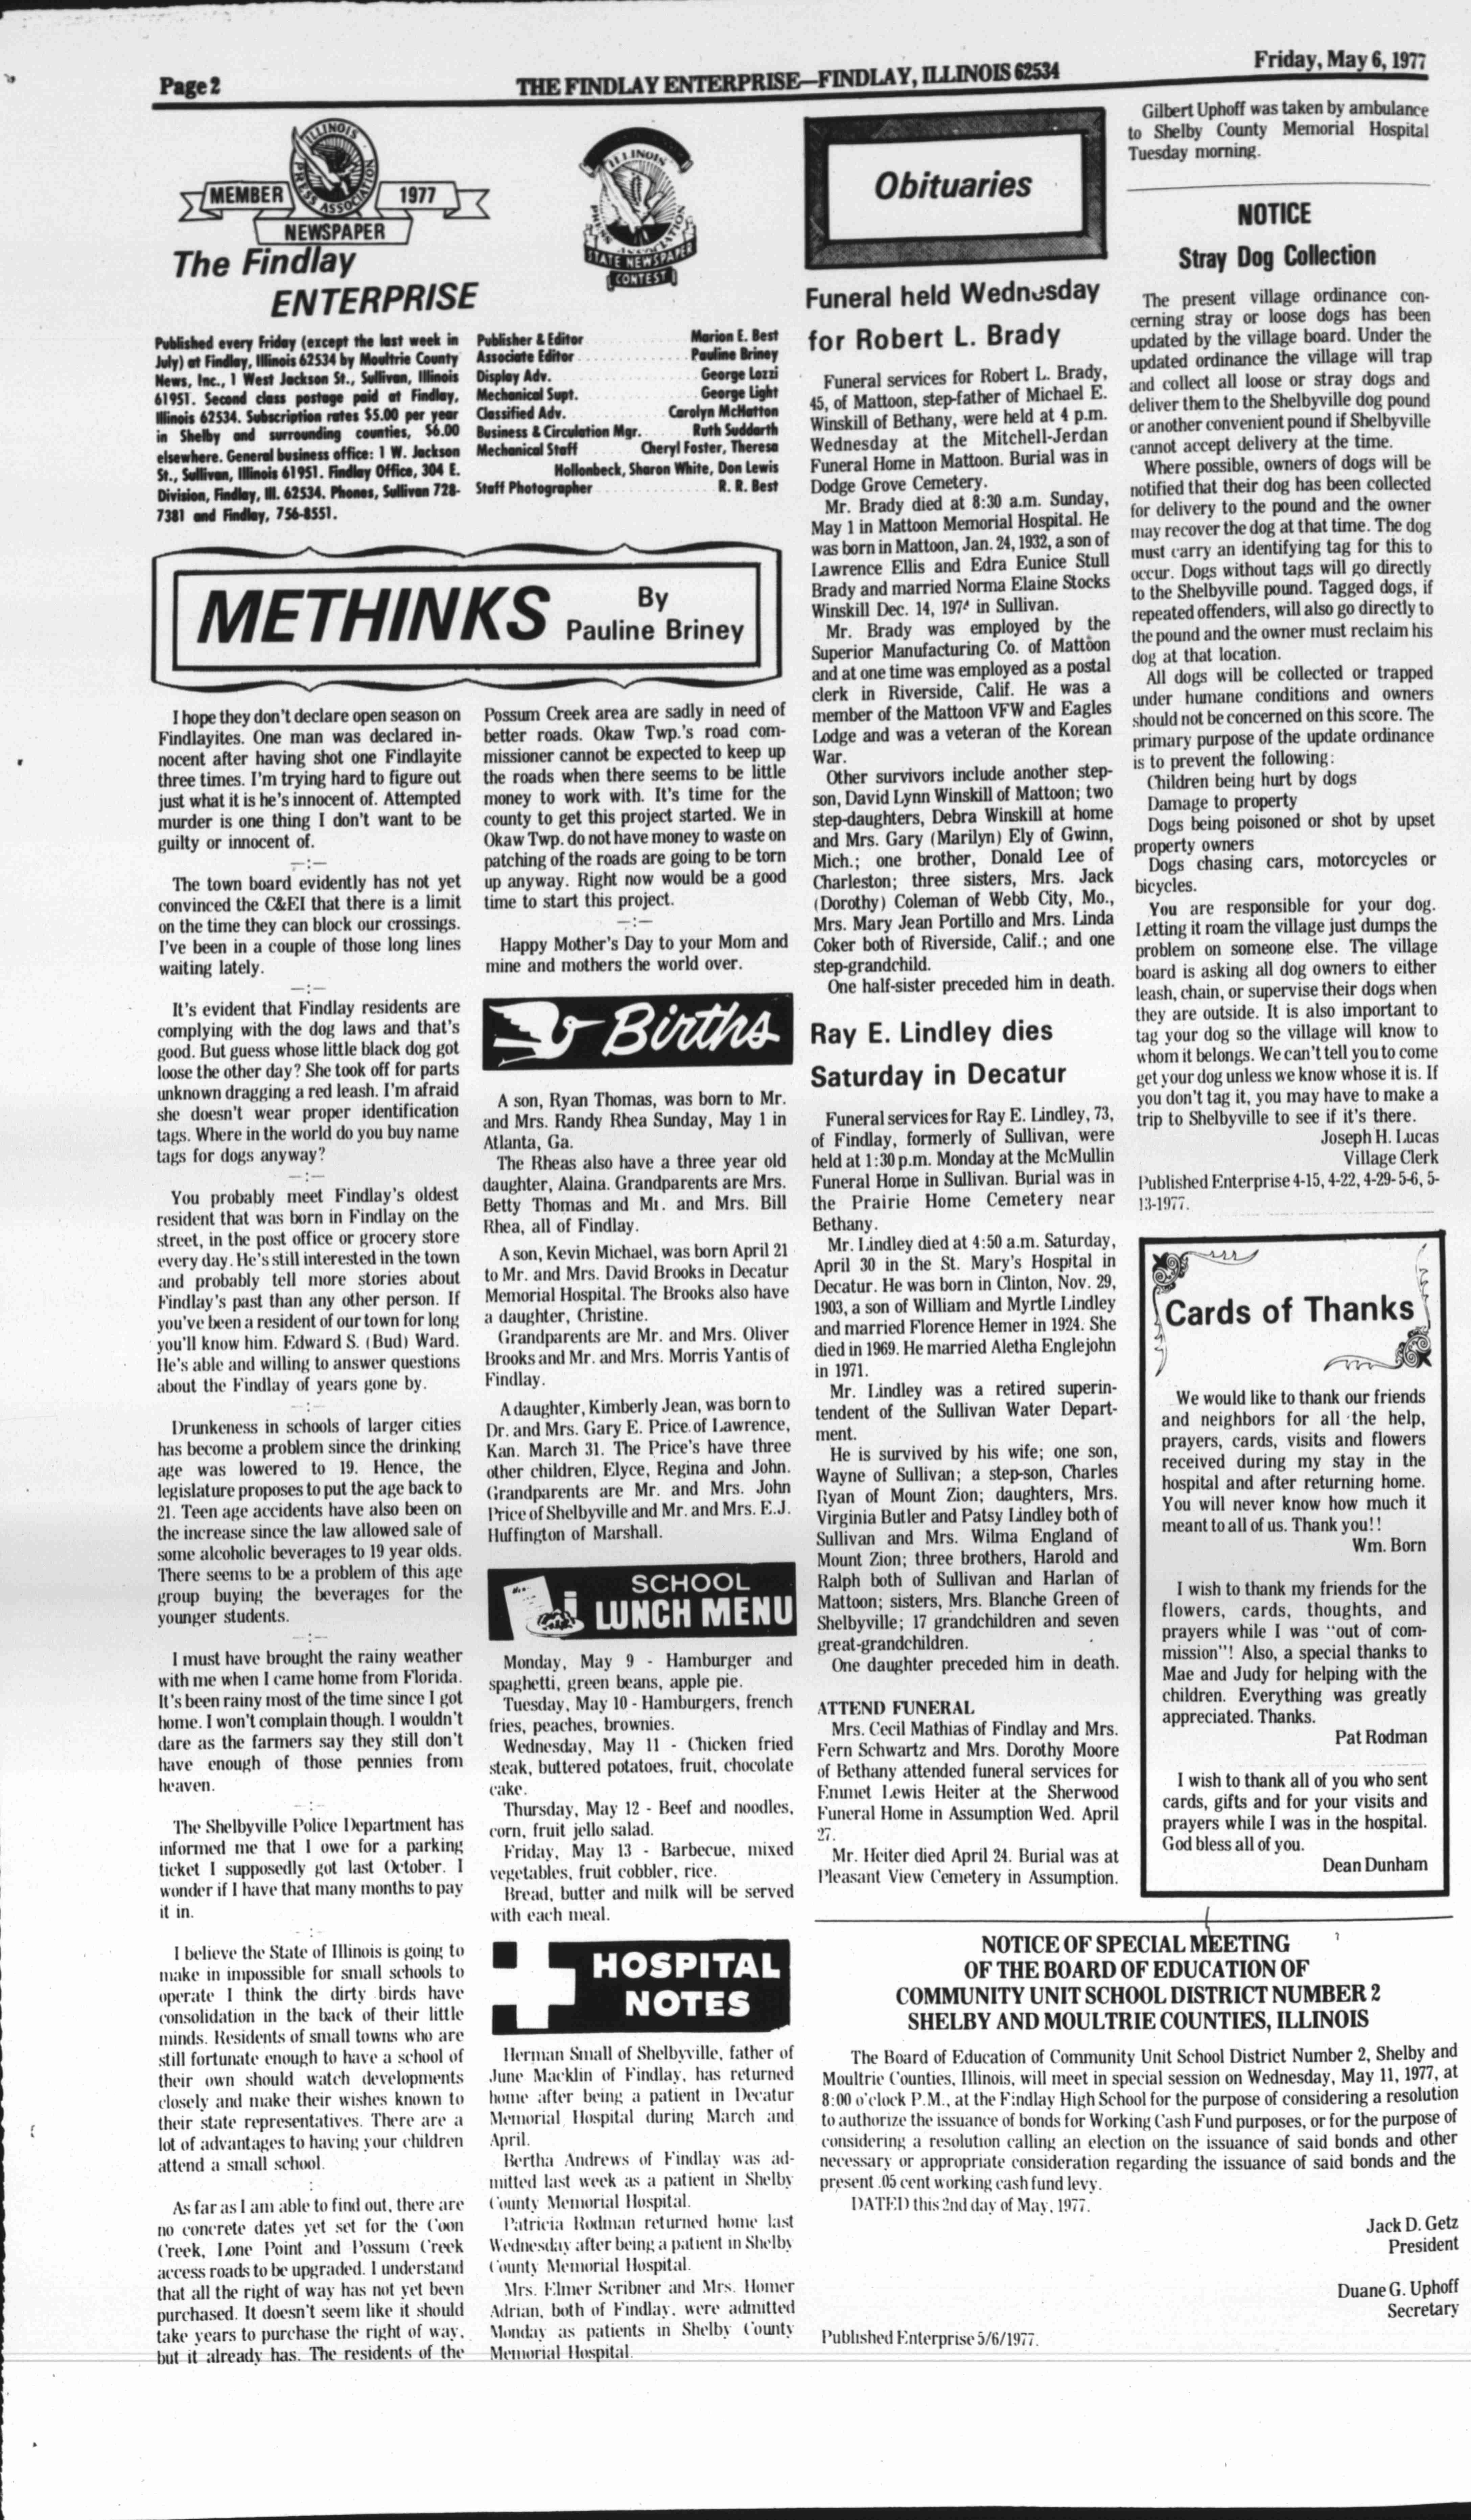 Page 2
THE FINDLAY ENTERPRISE—FINDLAY, ILLINOIS 62534
Friday, May 6, 1977
ILLINOIS
PRESS ASSOCIATION
MEMBER
1977
NEWSPAPER
The Findlay
ENTERPRISE
ILLINOIS
PRESS ASSOCIATION
STATE NEWSPAPER
CONTEST
Published every Friday (except the last week in
July) at Findlay, Illinois 62534 by Moultrie County
News, Inc., 1 West Jackson St., Sullivan, Illinois
61951. Second class postage paid at Findlay,
Illinois 62534. Subscription rates $5.00 per year
in Shelby and surrounding counties, $6.00
elsewhere. General business office: 1 W. Jackson
St., Sullivan, Illinois 61951. Findlay Office, 304 E.
Division, Findlay, Ill. 62534. Phones, Sullivan 728-
7381 and Findlay, 756-8551.
Publisher & Editor Marion E. Best
Associate Editor Pauline Briney
Display Adv. George Lozzi
Mechanical Supt. George Light
Classified Adv. Carolyn McHatton
Business & Circulation Mgr. Ruth Suddarth
Mechanical Staff Cheryl Foster, Theresa
Hollonbeck, Sharon White, Don Lewis
Staff Photographer R. R. Best
METHINKS
By
Pauline Briney
I hope they don't declare open season on
Findlayites. One man was declared in-
nocent after having shot one Findlayite
three times. I'm trying hard to figure out
just what it is he's innocent of. Attempted
murder is one thing I don't want to be
guilty or innocent of.
—:—
The town board evidently has not yet
convinced the C&EI that there is a limit
on the time they can block our crossings.
I've been in a couple of those long lines
waiting lately.
—:—
It's evident that Findlay residents are
complying with the dog laws and that's
good. But guess whose little black dog got
loose the other day? She took off for parts
unknown dragging a red leash. I'm afraid
she doesn't wear proper identification
tags. Where in the world do you buy name
tags for dogs anyway?
—:—
You probably meet Findlay's oldest
resident that was born in Findlay on the
street, in the post office or grocery store
every day. He's still interested in the town
and probably tell more stories about
Findlay's past than any other person. If
you've been a resident of our town for long
you'll know him. Edward S. (Bud) Ward.
He's able and willing to answer questions
about the Findlay of years gone by.
—:—
Drunkeness in schools of larger cities
has become a problem since the drinking
age was lowered to 19. Hence, the
legislature proposes to put the age back to
21. Teen age accidents have also been on
the increase since the law allowed sale of
some alcoholic beverages to 19 year olds.
There seems to be a problem of this age
group buying the beverages for the
younger students.
—:—
I must have brought the rainy weather
with me when I came home from Florida.
It's been rainy most of the time since I got
home. I won't complain though. I wouldn't
dare as the farmers say they still don't
have enough of those pennies from
heaven.
—:—
The Shelbyville Police Department has
informed me that I owe for a parking
ticket I supposedly got last October. I
wonder if I have that many months to pay
it in.
—:—
I believe the State of Illinois is going to
make in impossible for small schools to
operate I think the dirty birds have
consolidation in the back of their little
minds. Residents of small towns who are
still fortunate enough to have a school of
their own should watch developments
closely and make their wishes known to
their state representatives. There are a
lot of advantages to having your children
attend a small school.
:
As far as I am able to find out, there are
no concrete dates yet set for the Coon
Creek, Lone Point and Possum Creek
access roads to be upgraded. I understand
that all the right of way has not yet been
purchased. It doesn't seem like it should
take years to purchase the right of way,
but it already has. The residents of the
Possum Creek area are sadly in need of
better roads. Okaw Twp.'s road com-
missioner cannot be expected to keep up
the roads when there seems to be little
money to work with. It's time for the
county to get this project started. We in
Okaw Twp. do not have money to waste on
patching of the roads are going to be torn
up anyway. Right now would be a good
time to start this project.
—:—
Happy Mother's Day to your Mom and
mine and mothers the world over.
Births
A son, Ryan Thomas, was born to Mr.
and Mrs. Randy Rhea Sunday, May 1 in
Atlanta, Ga.
The Rheas also have a three year old
daughter, Alaina. Grandparents are Mrs.
Betty Thomas and Mr. and Mrs. Bill
Rhea, all of Findlay.
A son, Kevin Michael, was born April 21
to Mr. and Mrs. David Brooks in Decatur
Memorial Hospital. The Brooks also have
a daughter, Christine.
Grandparents are Mr. and Mrs. Oliver
Brooks and Mr. and Mrs. Morris Yantis of
Findlay.
A daughter, Kimberly Jean, was born to
Dr. and Mrs. Gary E. Price of Lawrence,
Kan. March 31. The Price's have three
other children, Elyce, Regina and John.
Grandparents are Mr. and Mrs. John
Price of Shelbyville and Mr. and Mrs. E.J.
Huffington of Marshall.
SCHOOL
LUNCH MENU
Monday, May 9 - Hamburger and
spaghetti, green beans, apple pie.
Tuesday, May 10 - Hamburgers, french
fries, peaches, brownies.
Wednesday, May 11 - Chicken fried
steak, buttered potatoes, fruit, chocolate
cake.
Thursday, May 12 - Beef and noodles,
corn, fruit jello salad.
Friday, May 13 - Barbecue, mixed
vegetables, fruit cobbler, rice.
Bread, butter and milk will be served
with each meal.
HOSPITAL
NOTES
Herman Small of Shelbyville, father of
June Macklin of Findlay, has returned
home after being a patient in Decatur
Memorial Hospital during March and
April.
Bertha Andrews of Findlay was ad-
mitted last week as a patient in Shelby
County Memorial Hospital.
Patricia Rodman returned home last
Wednesday after being a patient in Shelby
County Memorial Hospital.
Mrs. Elmer Scribner and Mrs. Homer
Adrian, both of Findlay, were admitted
Monday as patients in Shelby County
Memorial Hospital.
Obituaries
Funeral held Wednesday
for Robert L. Brady
Funeral services for Robert L. Brady,
45, of Mattoon, step-father of Michael E.
Winskill of Bethany, were held at 4 p.m.
Wednesday at the Mitchell-Jerdan
Funeral Home in Mattoon. Burial was in
Dodge Grove Cemetery.
Mr. Brady died at 8:30 a.m. Sunday,
May 1 in Mattoon Memorial Hospital. He
was born in Mattoon, Jan. 24, 1932, a son of
Lawrence Ellis and Edra Eunice Stull
Brady and married Norma Elaine Stocks
Winskill Dec. 14, in Sullivan.
Mr. Brady was employed by the
Superior Manufacturing Co. of Mattoon
and at one time was employed as a postal
clerk in Riverside, Calif. He was a
member of the Mattoon VFW and Eagles
Lodge and was a veteran of the Korean
War.
Other survivors include another step-
son, David Lynn Winskill of Mattoon; two
step-daughters, Debra Winskill at home
and Mrs. Gary (Marilyn) Ely of Gwinn,
Mich.; one brother, Donald Lee of
Charleston; three sisters, Mrs. Jack
(Dorothy) Coleman of Webb City, Mo.,
Mrs. Mary Jean Portillo and Mrs. Linda
Coker both of Riverside, Calif.; and one
step-grandchild.
One half-sister preceded him in death.
Ray E. Lindley dies
Saturday in Decatur
Funeral services for Ray E. Lindley, 73,
of Findlay, formerly of Sullivan, were
held at 1:30 p.m. Monday at the McMullin
Funeral Home in Sullivan. Burial was in
the Prairie Home Cemetery near
Bethany.
Mr. Lindley died at 4:50 a.m. Saturday,
April 30 in the St. Mary's Hospital in
Decatur. He was born in Clinton, Nov. 29,
1903, a son of William and Myrtle Lindley
and married Florence Hemer in 1924. She
died in 1969. He married Aletha Englejohn
in 1971.
Mr. Lindley was a retired superin-
tendent of the Sullivan Water Depart-
ment.
He is survived by his wife; one son,
Wayne of Sullivan; a step-son, Charles
Ryan of Mount Zion; daughters, Mrs.
Virginia Butler and Patsy Lindley both of
Sullivan and Mrs. Wilma England of
Mount Zion; three brothers, Harold and
Ralph both of Sullivan and Harlan of
Mattoon; sisters, Mrs. Blanche Green of
Shelbyville; 17 grandchildren and seven
great-grandchildren.
One daughter preceded him in death.
ATTEND FUNERAL
Mrs. Cecil Mathias of Findlay and Mrs.
Fern Schwartz and Mrs. Dorothy Moore
of Bethany attended funeral services for
Emmet Lewis Heiter at the Sherwood
Funeral Home in Assumption Wed. April
27.
Mr. Heiter died April 24. Burial was at
Pleasant View Cemetery in Assumption.
Gilbert Uphoff was taken by ambulance
to Shelby County Memorial Hospital
Tuesday morning.
NOTICE
Stray Dog Collection
The present village ordinance con-
cerning stray or loose dogs has been
updated by the village board. Under the
updated ordinance the village will trap
and collect all loose or stray dogs and
deliver them to the Shelbyville dog pound
or another convenient pound if Shelbyville
cannot accept delivery at the time.
Where possible, owners of dogs will be
notified that their dog has been collected
for delivery to the pound and the owner
may recover the dog at that time. The dog
must carry an identifying tag for this to
occur. Dogs without tags will go directly
to the Shelbyville pound. Tagged dogs, if
repeated offenders, will also go directly to
the pound and the owner must reclaim his
dog at that location.
All dogs will be collected or trapped
under humane conditions and owners
should not be concerned on this score. The
primary purpose of the update ordinance
is to prevent the following:
Children being hurt by dogs
Damage to property
Dogs being poisoned or shot by upset
property owners
Dogs chasing cars, motorcycles or
bicycles.
You are responsible for your dog.
Letting it roam the village just dumps the
problem on someone else. The village
board is asking all dog owners to either
leash, chain, or supervise their dogs when
they are outside. It is also important to
tag your dog so the village will know to
whom it belongs. We can't tell you to come
get your dog unless we know whose it is. If
you don't tag it, you may have to make a
trip to Shelbyville to see if it's there.
Joseph H. Lucas
Village Clerk
Published Enterprise 4-15, 4-22, 4-29- 5-6, 5-
13-1977.
Cards of Thanks
We would like to thank our friends
and neighbors for all the help,
prayers, cards, visits and flowers
received during my stay in the
hospital and after returning home.
You will never know how much it
meant to all of us. Thank you!!
Wm. Born
I wish to thank my friends for the
flowers, cards, thoughts, and
prayers while I was "out of com-
mission"! Also, a special thanks to
Mae and Judy for helping with the
children. Everything was greatly
appreciated. Thanks.
Pat Rodman
I wish to thank all of you who sent
cards, gifts and for your visits and
prayers while I was in the hospital.
God bless all of you.
Dean Dunham
NOTICE OF SPECIAL MEETING
OF THE BOARD OF EDUCATION OF
COMMUNITY UNIT SCHOOL DISTRICT NUMBER 2
SHELBY AND MOULTRIE COUNTIES, ILLINOIS
The Board of Education of Community Unit School District Number 2, Shelby and
Moultrie Counties, Illinois, will meet in special session on Wednesday, May 11, 1977, at
8:00 o'clock P.M., at the Findlay High School for the purpose of considering a resolution
to authorize the issuance of bonds for Working Cash Fund purposes, or for the purpose of
considering a resolution calling an election on the issuance of said bonds and other
necessary or appropriate consideration regarding the issuance of said bonds and the
present .05 cent working cash fund levy.
DATED this 2nd day of May, 1977.
Jack D. Getz
President
Duane G. Uphoff
Secretary
Published Enterprise 5/6/1977.